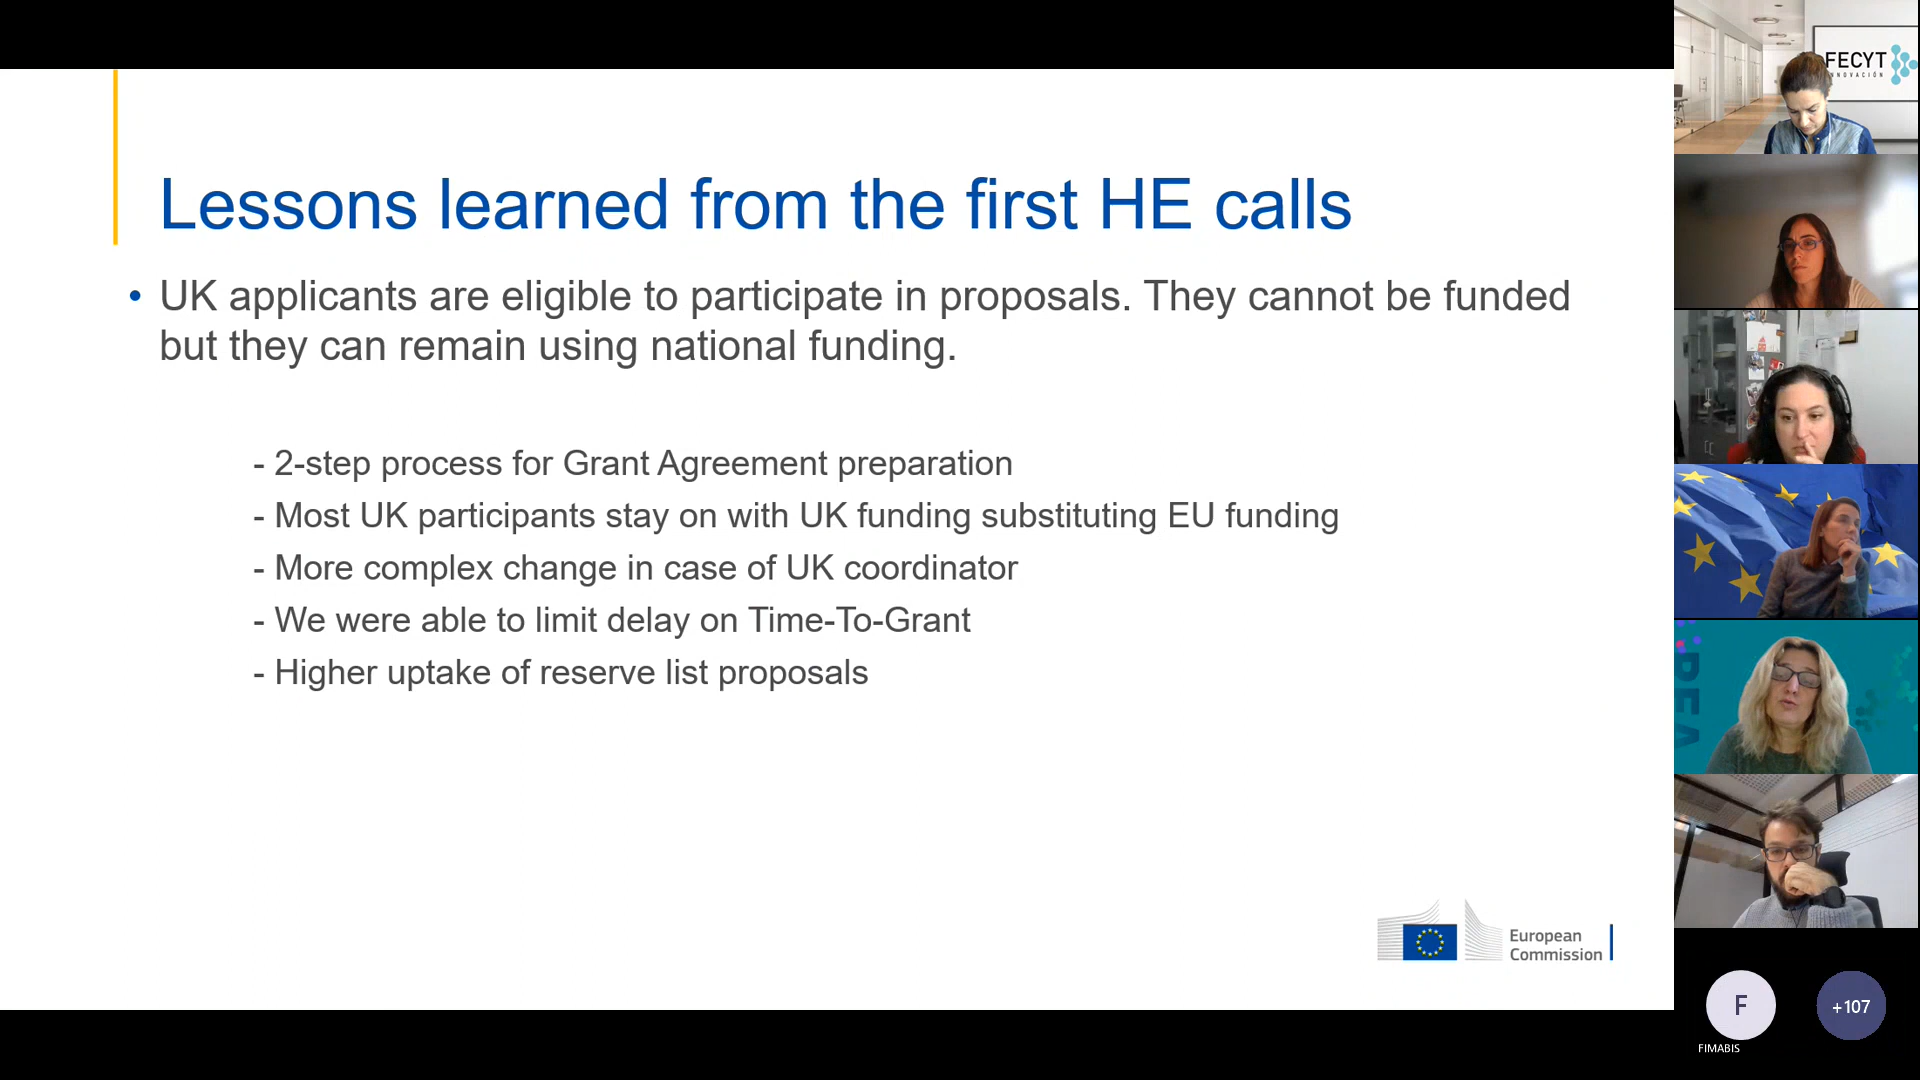 Lessons learned from the first HE calls
• UK applicants are eligible to participate in proposals. They cannot be funded
but they can remain using national funding.
- 2-step process for Grant Agreement preparation
- Most UK participants stay on with UK funding substituting EU funding
- More complex change in case of UK coordinator
- We were able to limit delay on Time-To-Grant
- Higher uptake of reserve list proposals
European
Commission
FECYT
INNOVACIÓN
REA
F
+107
FIMABIS